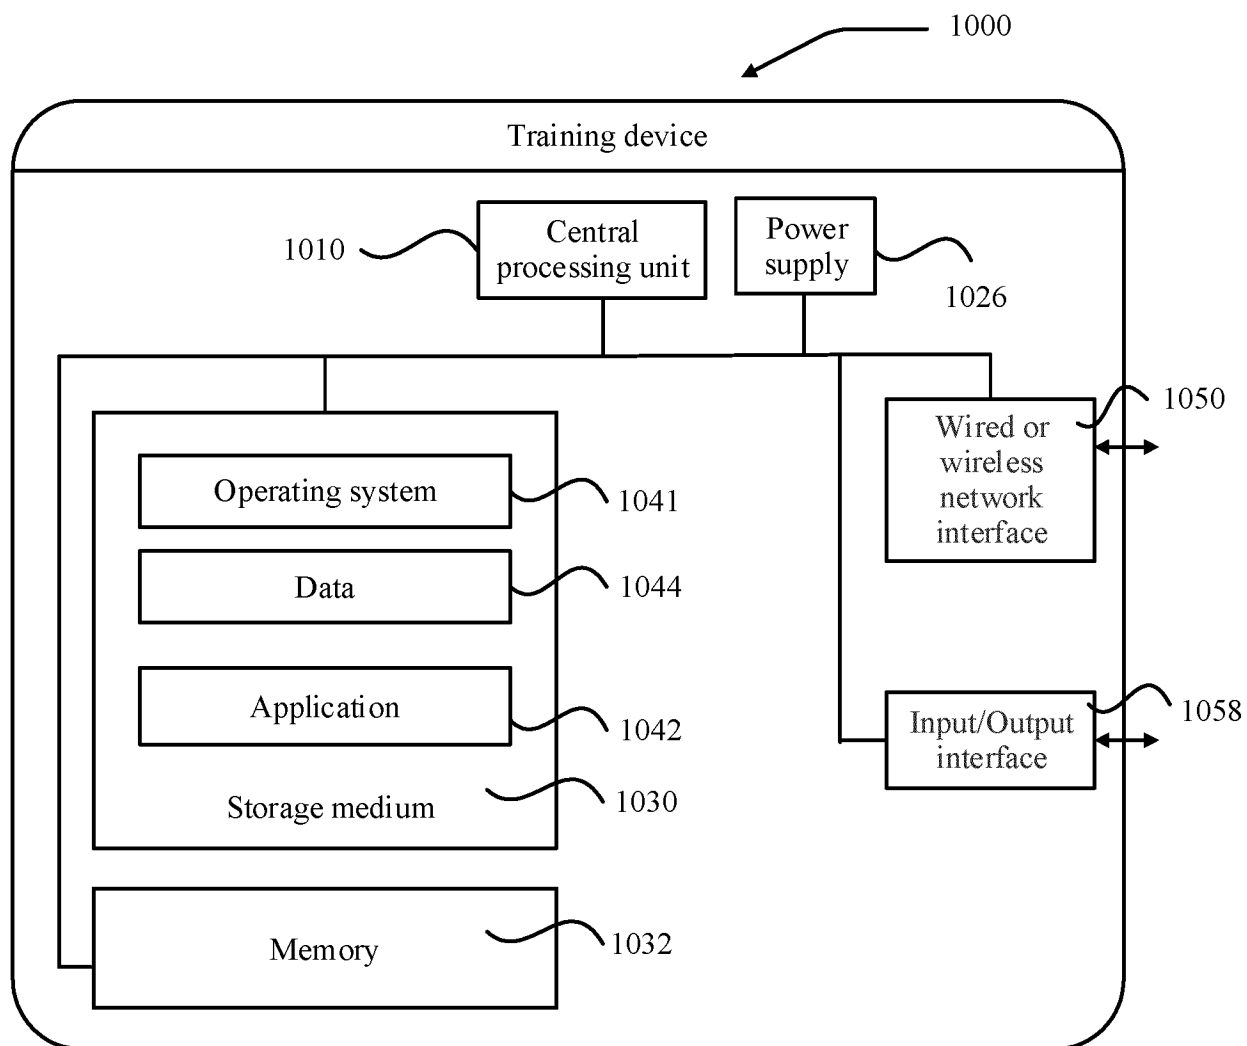 1000
Training device
1010
Central
processing unit
Power
supply
1026
1050
Wired or
wireless
network
interface
Operating system
1041
Data
1044
Application
1042
Storage medium
1030
Input/Output
interface
1058
Memory
1032